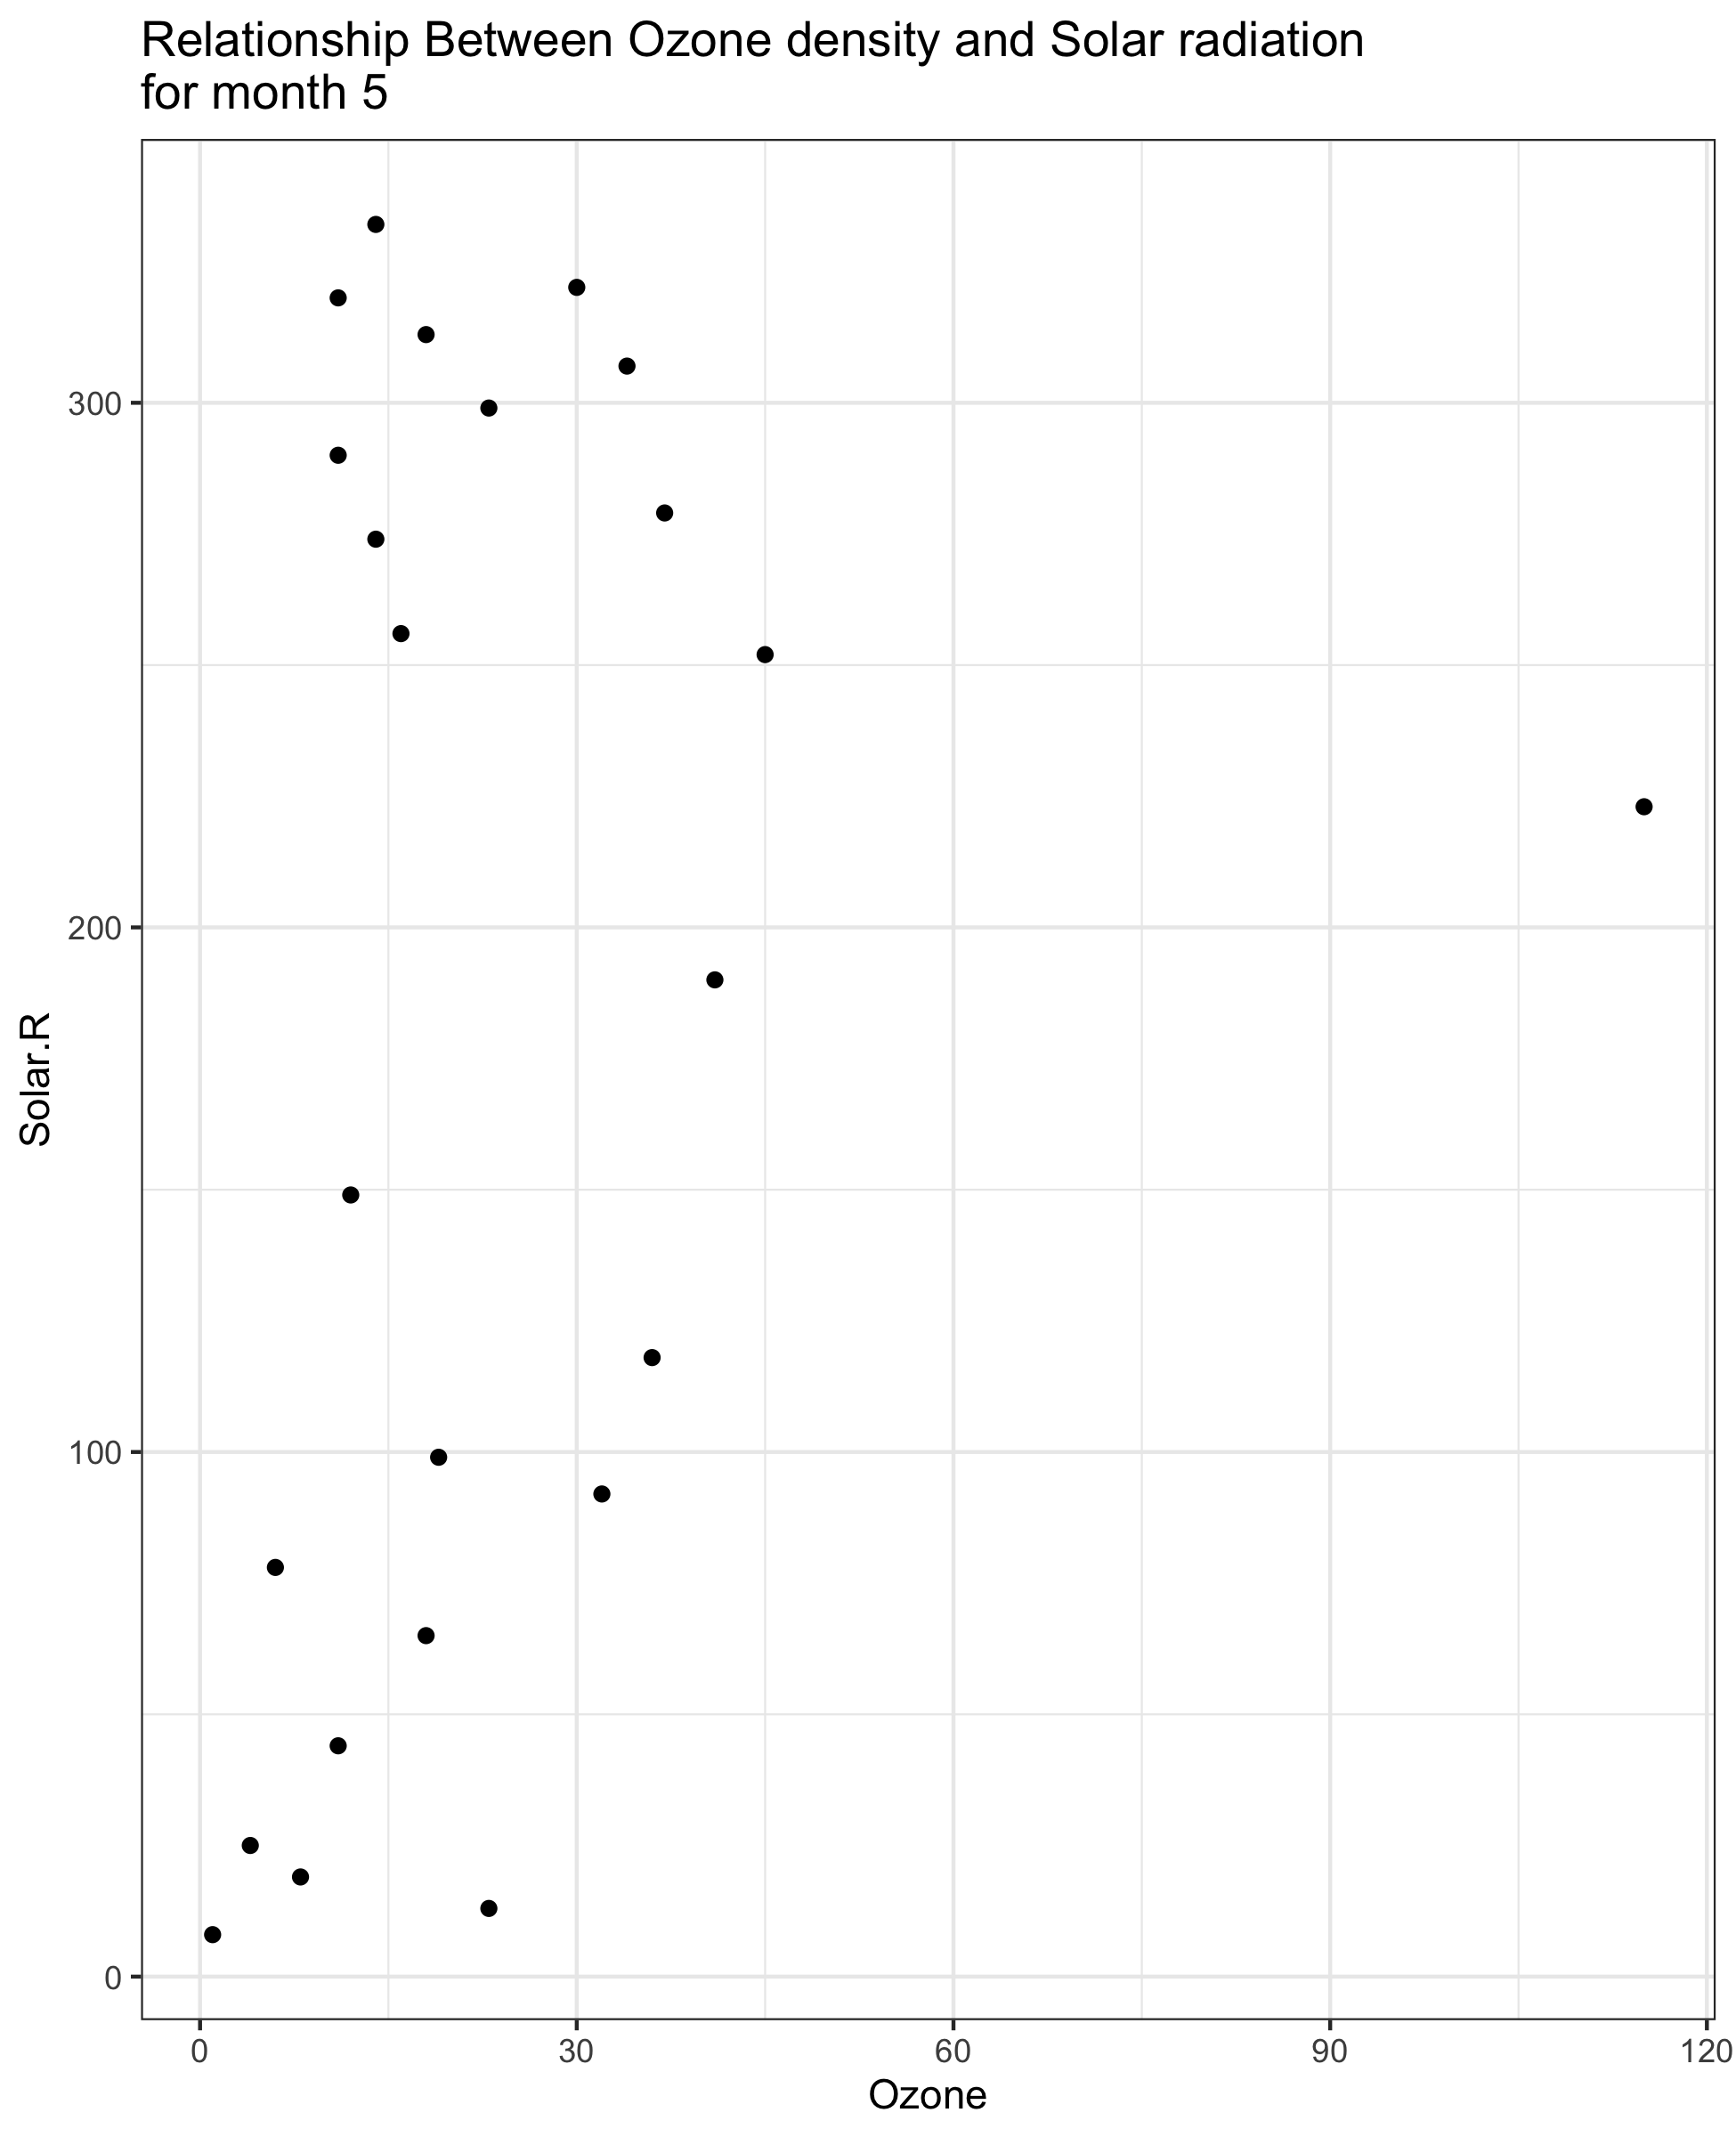 Relationship Between Ozone density and Solar radiation
for month 5
300
200
100
0
Solar.R
0 30 60 90 120
Ozone